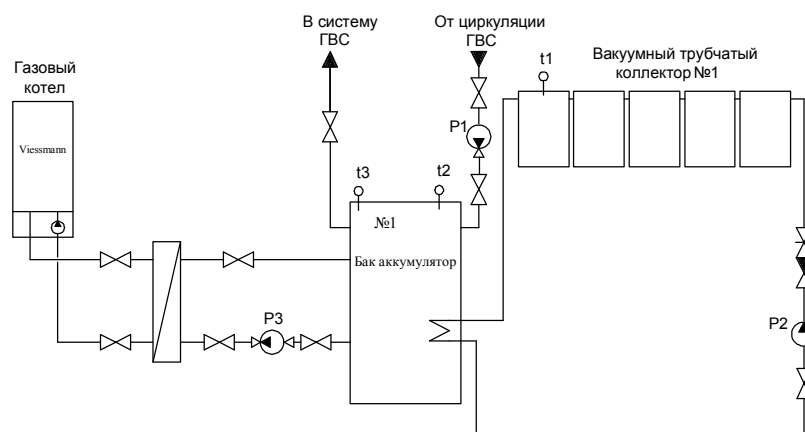 В систему
ГВС
От циркуляции
ГВС
Вакуумный трубчатый
коллектор №1
Газовый
котел
t1
P1
Viessmann
t3
t2
№1
Бак аккумулятор
P3
P2